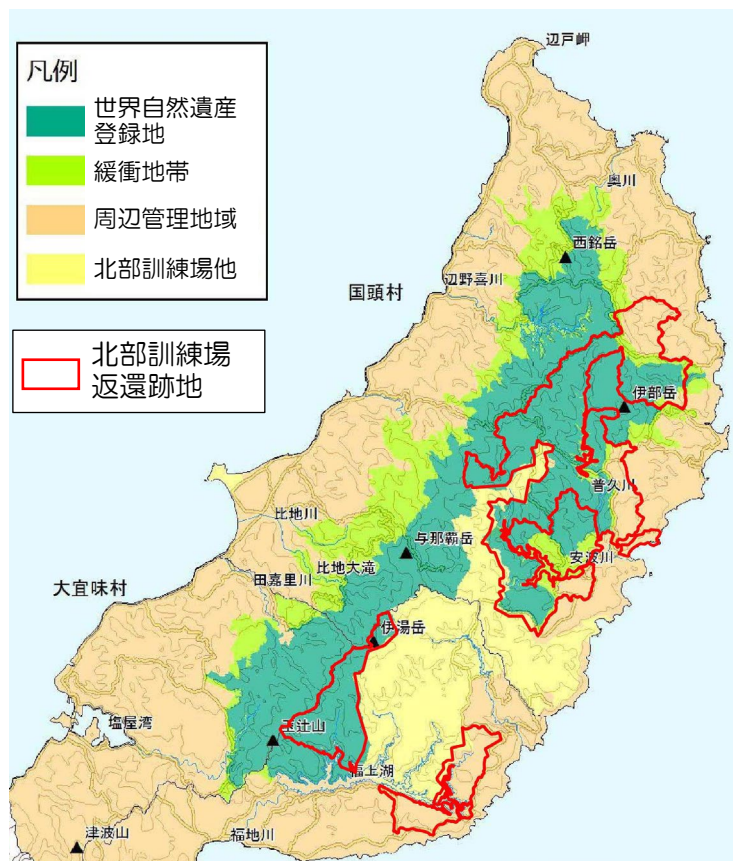 凡例
世界自然遺産
登録地
緩衝地帯
周辺管理地域
北部訓練場他
北部訓練場
返還跡地
辺戸岬
奥川
西銘岳
辺野喜川
国頭村
伊部岳
普久川
比地川
与那覇岳
安波川
比地大滝
田嘉里川
大宜味村
伊湯岳
塩屋湾
玉辻山
福上湖
福地川
津波山